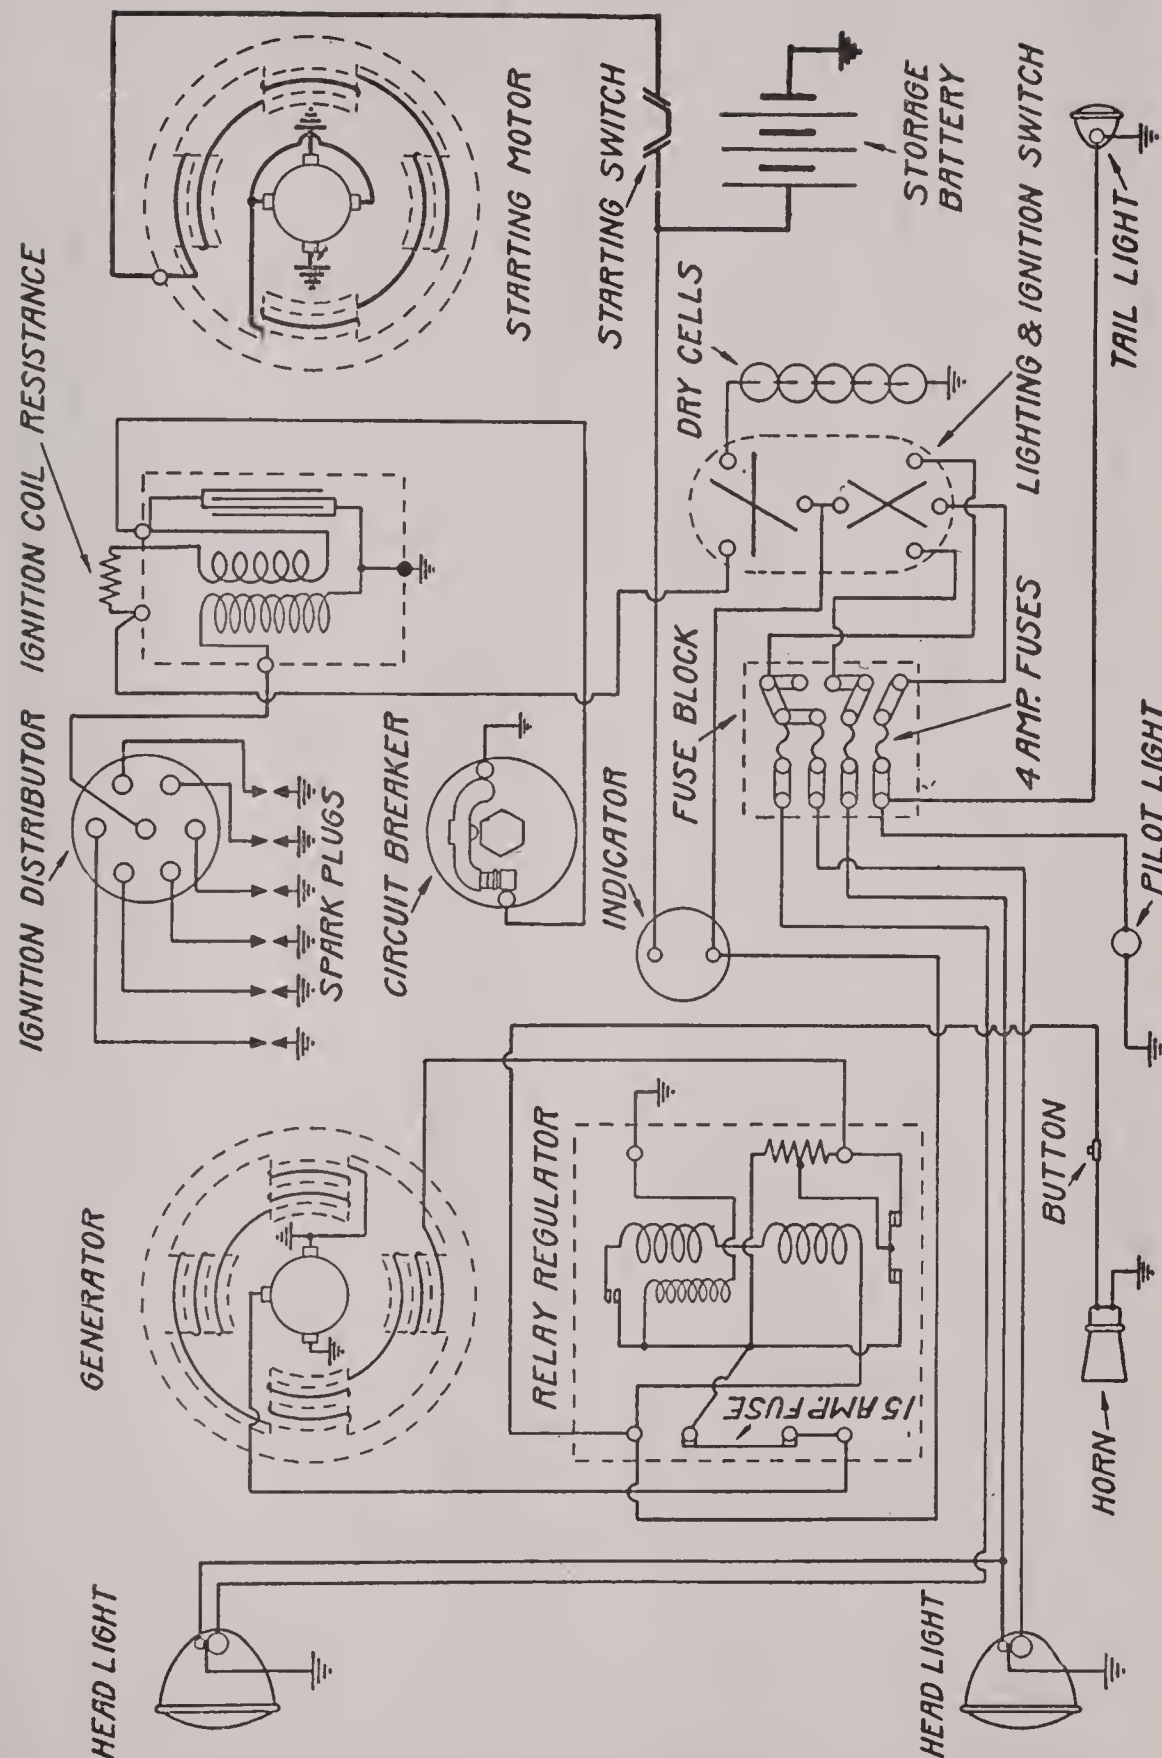 IGNITION COIL RESISTANCE
STARTING MOTOR
STARTING SWITCH
STORAGE
BATTERY
DRY CELLS
LIGHTING & IGNITION SWITCH
TAIL LIGHT
IGNITION DISTRIBUTOR
SPARK PLUGS
CIRCUIT BREAKER
INDICATOR
FUSE BLOCK
4 AMP. FUSES
PILOT LIGHT
GENERATOR
RELAY REGULATOR
15 AMP. FUSE
BUTTON
HORN
HEAD LIGHT
HEAD LIGHT